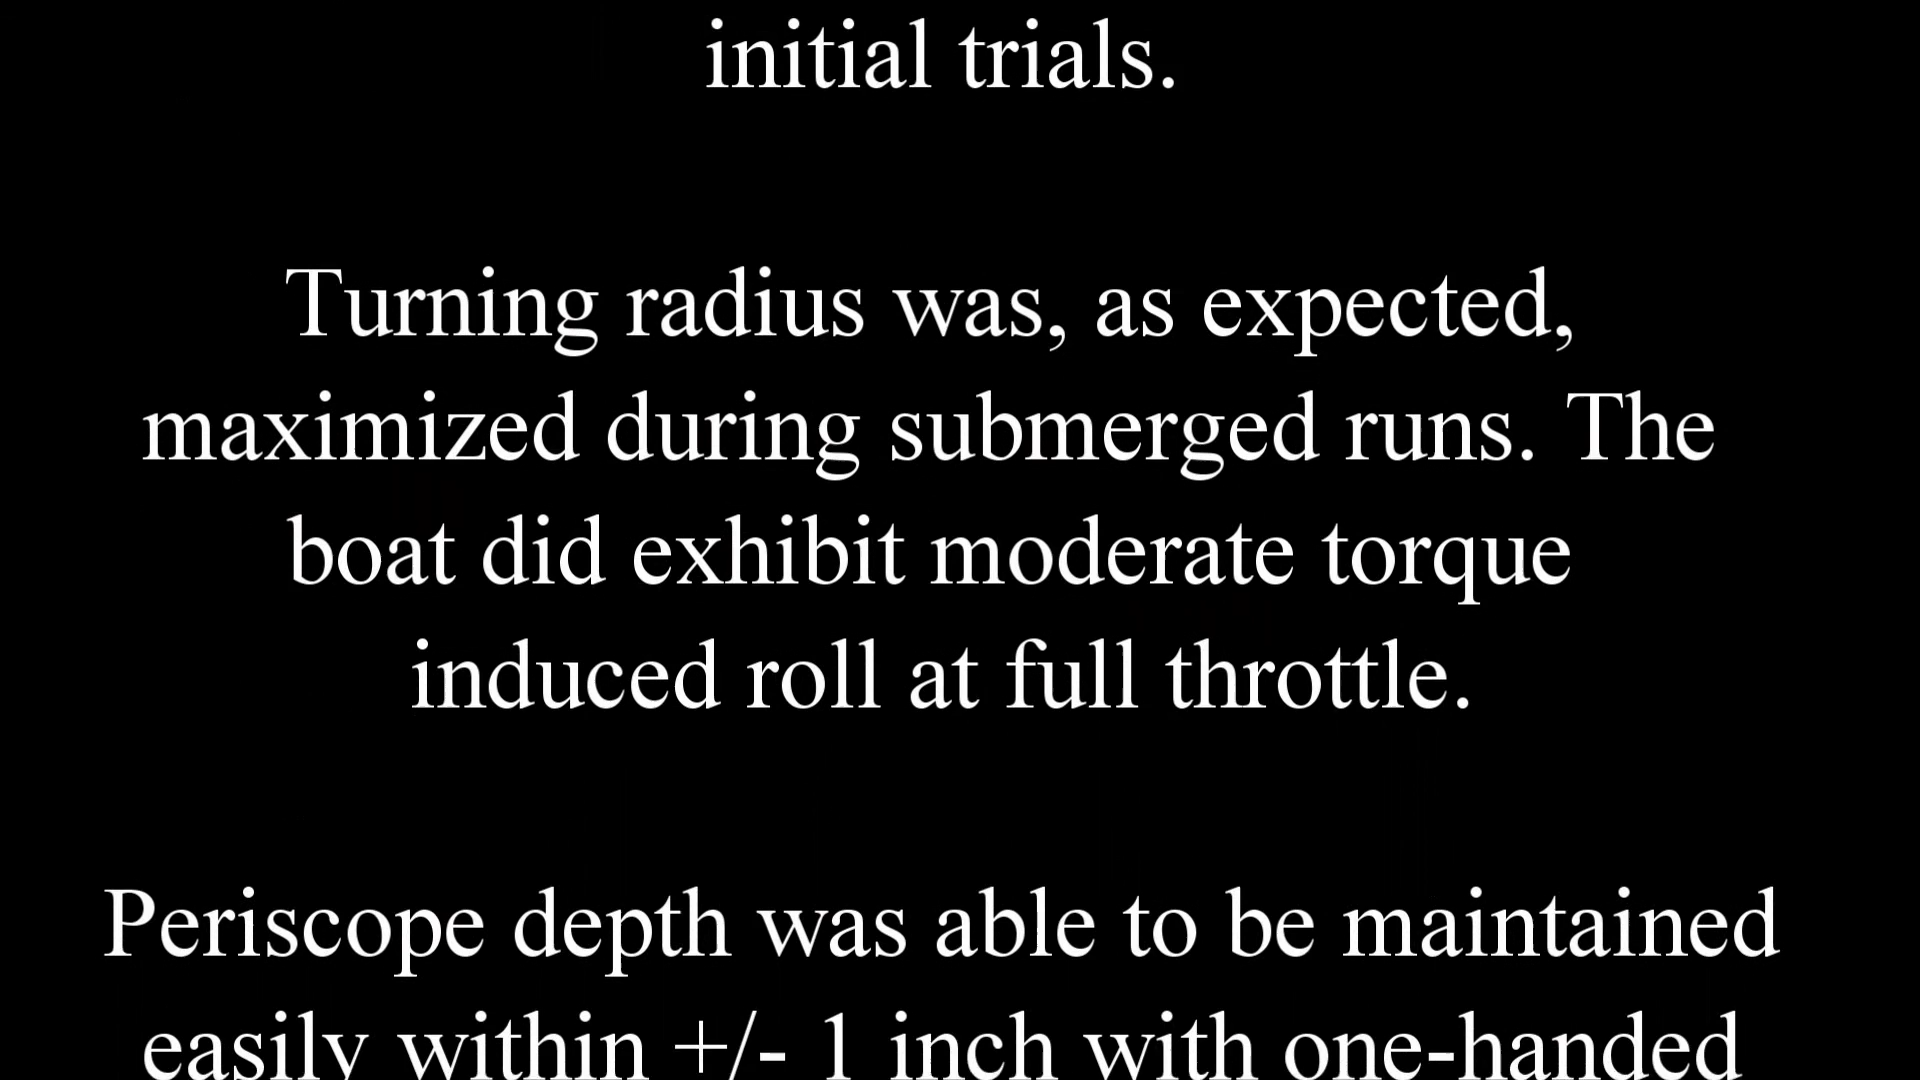 initial trials.
Turning radius was, as expected,
maximized during submerged runs. The
boat did exhibit moderate torque
induced roll at full throttle.
Periscope depth was able to be maintained
easily within +/- 1 inch with one-handed